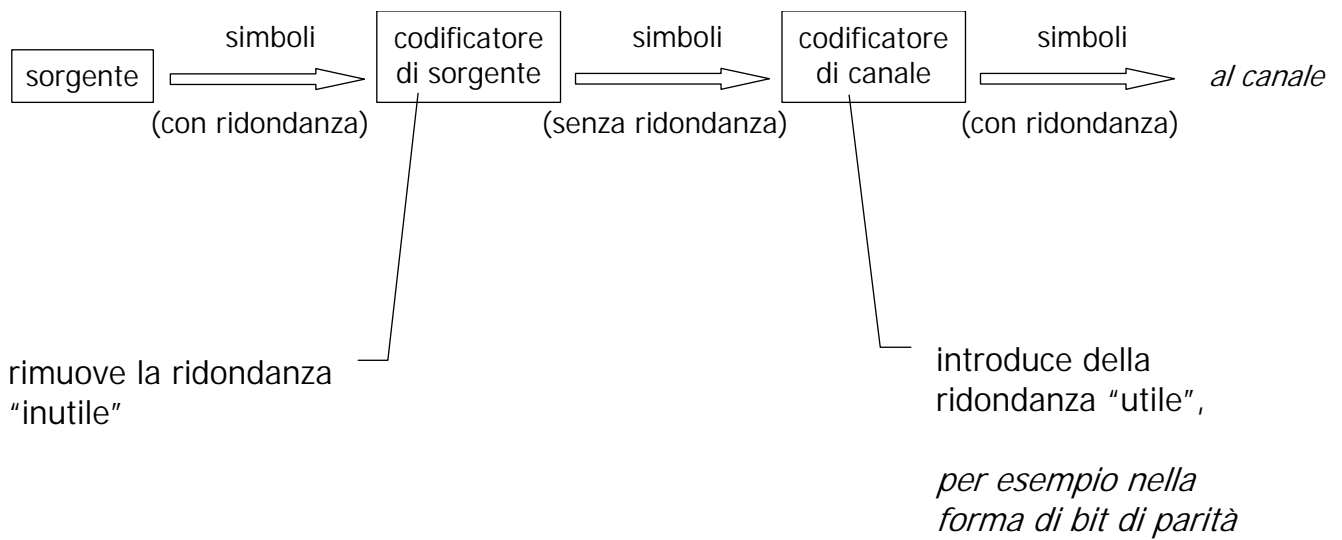 sorgente
simboli
(con ridondanza)
codificatore
di sorgente
simboli
(senza ridondanza)
codificatore
di canale
simboli
(con ridondanza)
al canale
rimuove la ridondanza
“inutile”
introduce della
ridondanza “utile”,
per esempio nella
forma di bit di parità